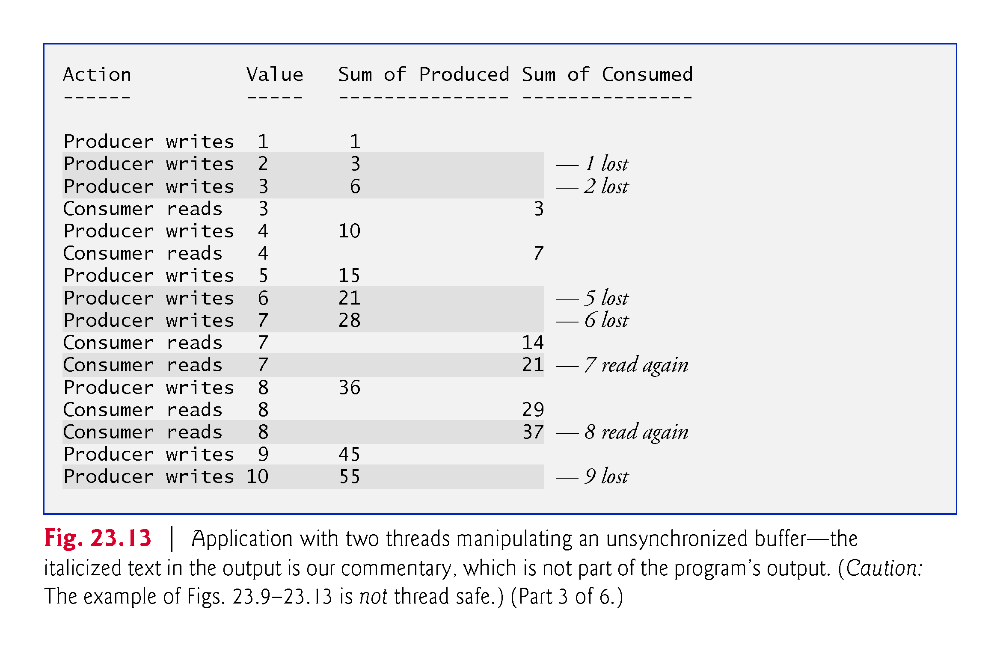 Action          Value   Sum of Produced Sum of Consumed
------          -----   --------------- ---------------
Producer writes  1       1
Producer writes  2       3                 — 1 lost
Producer writes  3       6                 — 2 lost
Consumer reads   3                       3
Producer writes  4      10
Consumer reads   4                       7
Producer writes  5      15
Producer writes  6      21                 — 5 lost
Producer writes  7      28                 — 6 lost
Consumer reads   7                      14
Consumer reads   7                      21 — 7 read again
Producer writes  8      36
Consumer reads   8                      29
Consumer reads   8                      37 — 8 read again
Producer writes  9      45
Producer writes 10      55                 — 9 lost
Fig. 23.13 | Application with two threads manipulating an unsynchronized buffer—the
italicized text in the output is our commentary, which is not part of the program’s output. (Caution:
The example of Figs. 23.9–23.13 is not thread safe.) (Part 3 of 6.)